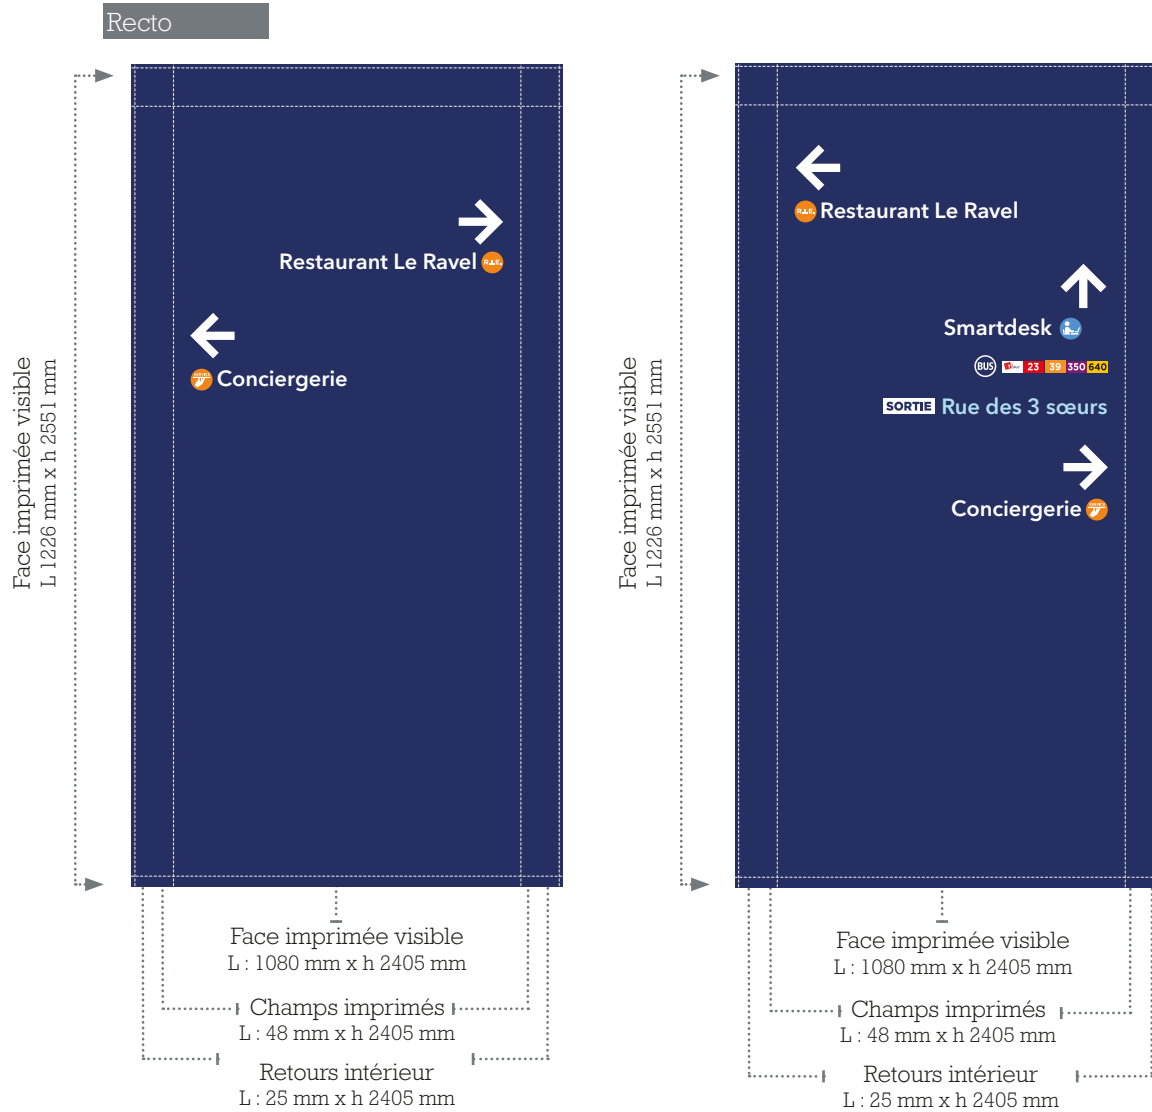 Recto
Face imprimée visible
L 1226 mm x h 2551 mm
Restaurant Le Ravel R.I.E.
Conciergerie
Face imprimée visible
L : 1080 mm x h 2405 mm
Champs imprimés
L : 48 mm x h 2405 mm
Retours intérieur
L : 25 mm x h 2405 mm
Face imprimée visible
L 1226 mm x h 2551 mm
R.I.E. Restaurant Le Ravel
Smartdesk
BUS 23 39 350 640
SORTIE Rue des 3 sœurs
Conciergerie
Face imprimée visible
L : 1080 mm x h 2405 mm
Champs imprimés
L : 48 mm x h 2405 mm
Retours intérieur
L : 25 mm x h 2405 mm